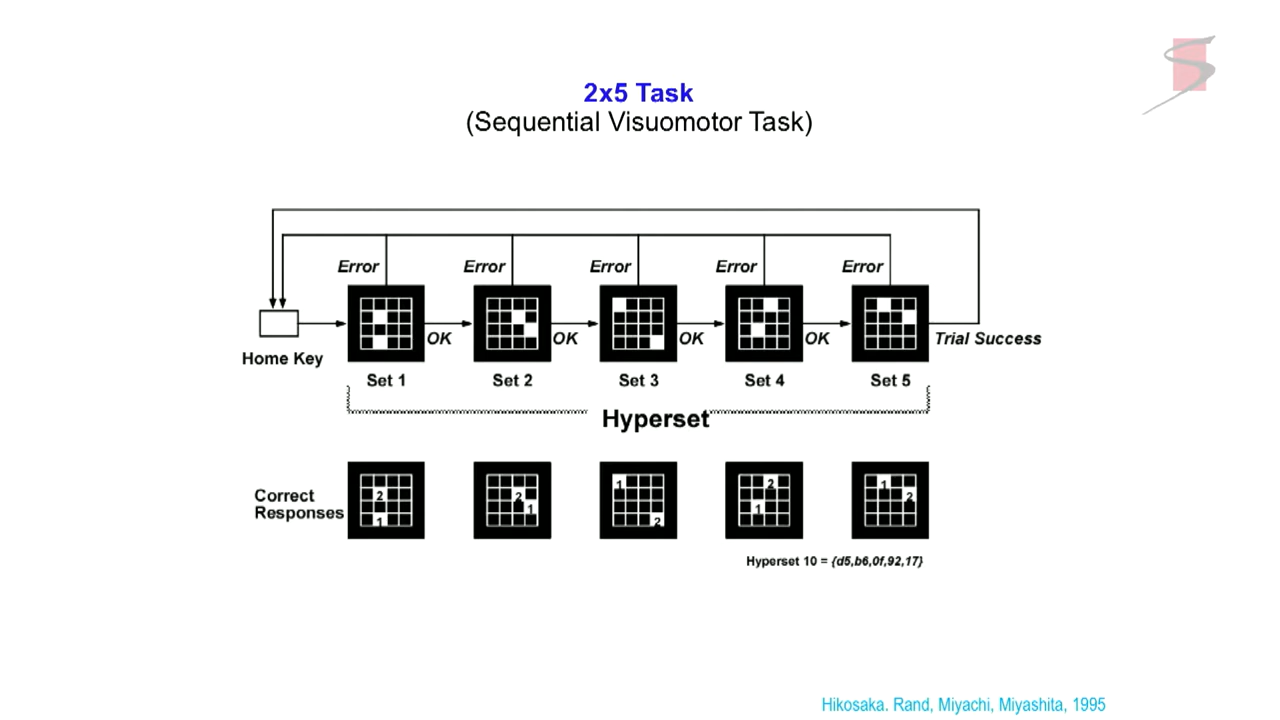 2x5 Task
(Sequential Visuomotor Task)
Error Error Error Error Error
OK OK OK OK Trial Success
Home Key
Set 1 Set 2 Set 3 Set 4 Set 5
Hyperset
Correct
Responses
2 1
2 1
1 2
2 1
1 2
Hyperset 10 = {d5,b6,0f,92,17}
Hikosaka. Rand, Miyachi, Miyashita, 1995